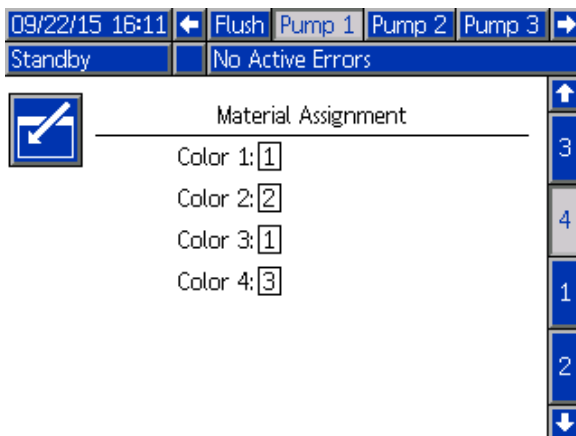 09/22/15 16:11 Flush Pump 1 Pump 2 Pump 3
Standby No Active Errors
Material Assignment
Color 1: 1
Color 2: 2
Color 3: 1
Color 4: 3
3
4
1
2